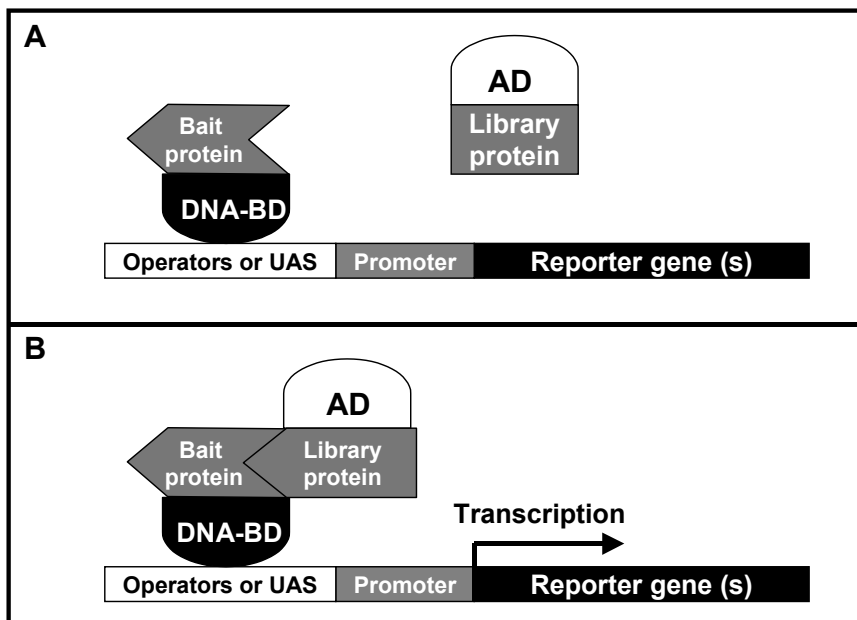 A
AD
Bait
protein
Library
protein
DNA-BD
Operators or UAS
Promoter
Reporter gene (s)
B
AD
Bait
protein
Library
protein
DNA-BD
Transcription
Operators or UAS
Promoter
Reporter gene (s)